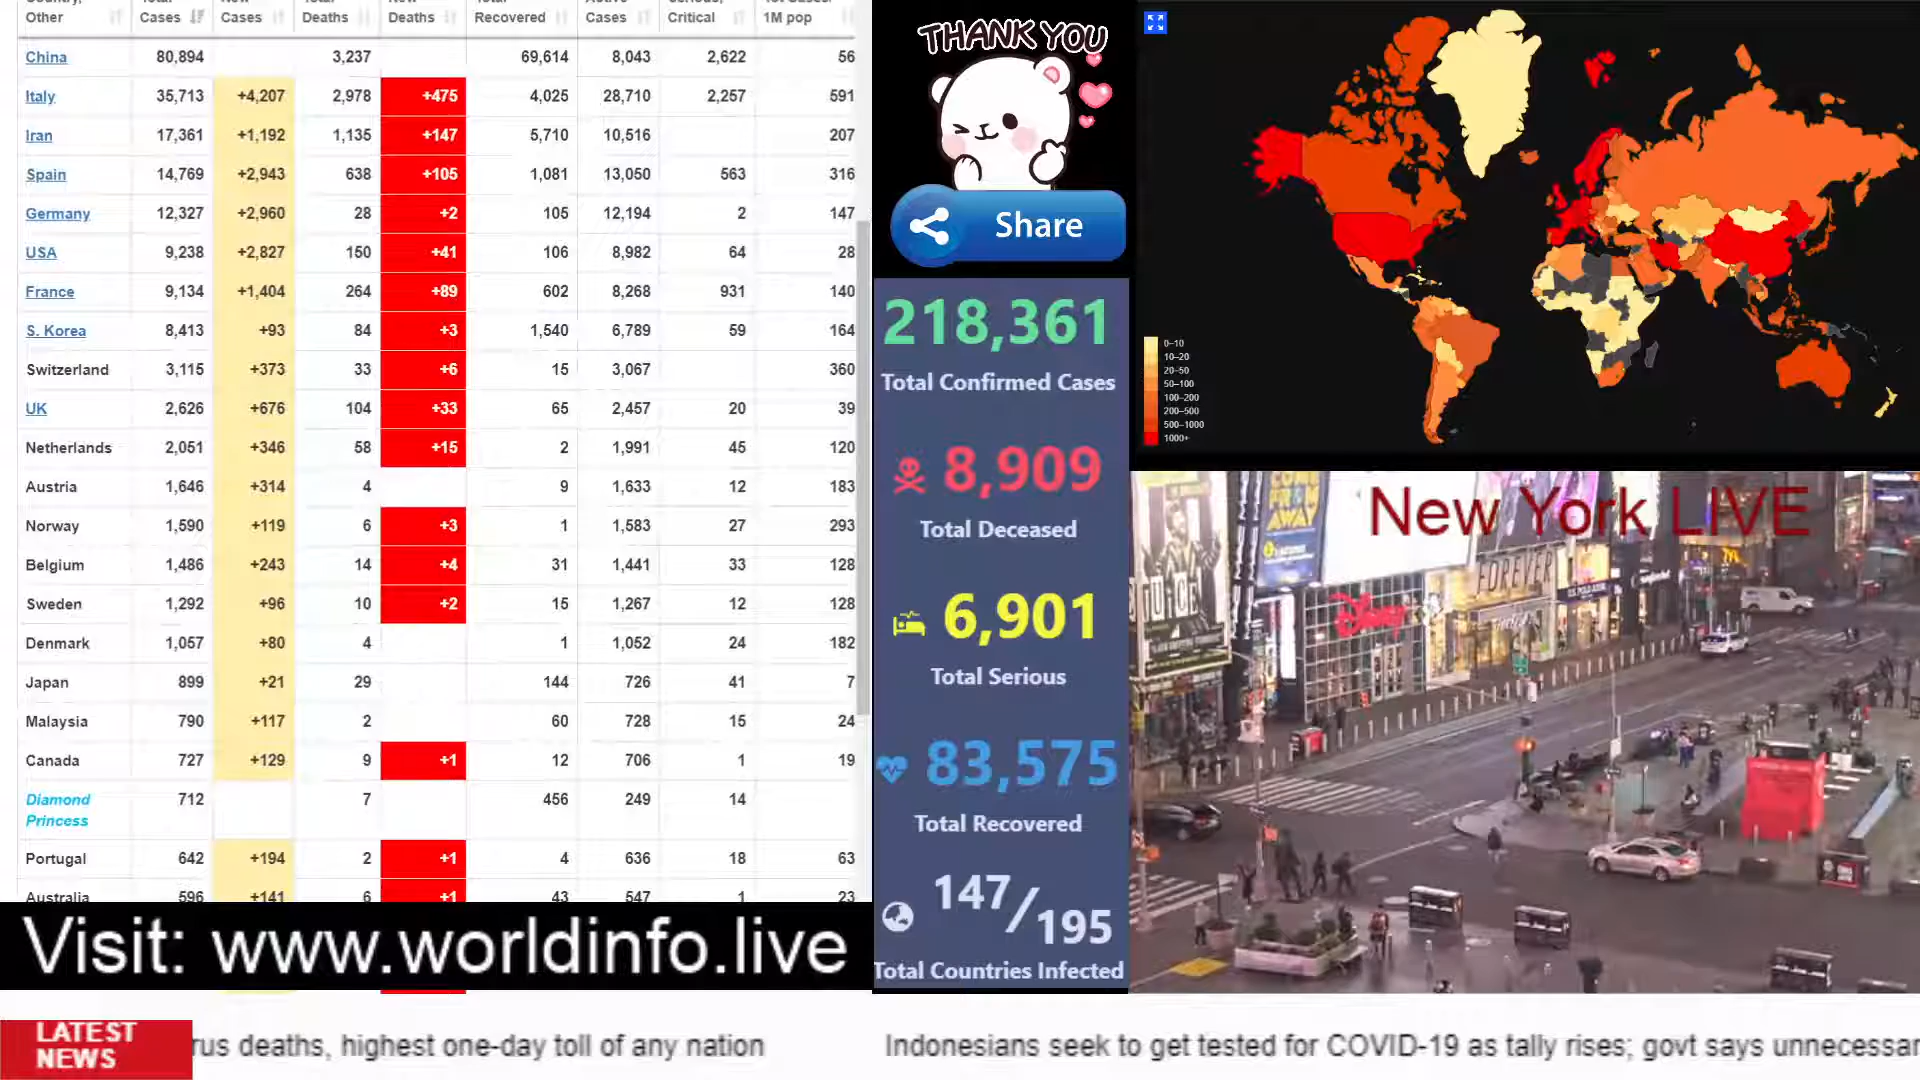 Cases Cases Deaths Deaths Recovered Cases Critical 1M pop
Other
China 80,894 3,237 69,614 8,043 2,622 56
Italy 35,713 +4,207 2,978 +475 4,025 28,710 2,257 591
Iran 17,361 +1,192 1,135 +147 5,710 10,516 207
Spain 14,769 +2,943 638 +105 1,081 13,050 563 316
Germany 12,327 +2,960 28 +2 105 12,194 2 147
USA 9,238 +2,827 150 +41 106 8,982 64 28
France 9,134 +1,404 264 +89 602 8,268 931 140
S. Korea 8,413 +93 84 +3 1,540 6,789 59 164
Switzerland 3,115 +373 33 +6 15 3,067 360
UK 2,626 +676 104 +33 65 2,457 20 39
Netherlands 2,051 +346 58 +15 2 1,991 45 120
Austria 1,646 +314 4 9 1,633 12 183
Norway 1,590 +119 6 +3 1 1,583 27 293
Belgium 1,486 +243 14 +4 31 1,441 33 128
Sweden 1,292 +96 10 +2 15 1,267 12 128
Denmark 1,057 +80 4 1 1,052 24 182
Japan 899 +21 29 144 726 41 7
Malaysia 790 +117 2 60 728 15 24
Canada 727 +129 9 +1 12 706 1 19
Diamond 712 7 456 249 14
Princess
Portugal 642 +194 2 +1 4 636 18 63
Australia 596 +141 6 +1 43 547 1 23
Visit: www.worldinfo.live
THANK YOU
Share
218,361
Total Confirmed Cases
8,909
Total Deceased
6,901
Total Serious
83,575
Total Recovered
147/195
Total Countries Infected
0–10
10–20
20–50
50–100
100–200
200–500
500–1000
1000+
New York LIVE
COME
FROM
AWAY
FOREVER
Disney
LATEST
NEWS
rus deaths, highest one-day toll of any nation
Indonesians seek to get tested for COVID-19 as tally rises; govt says unnecessar